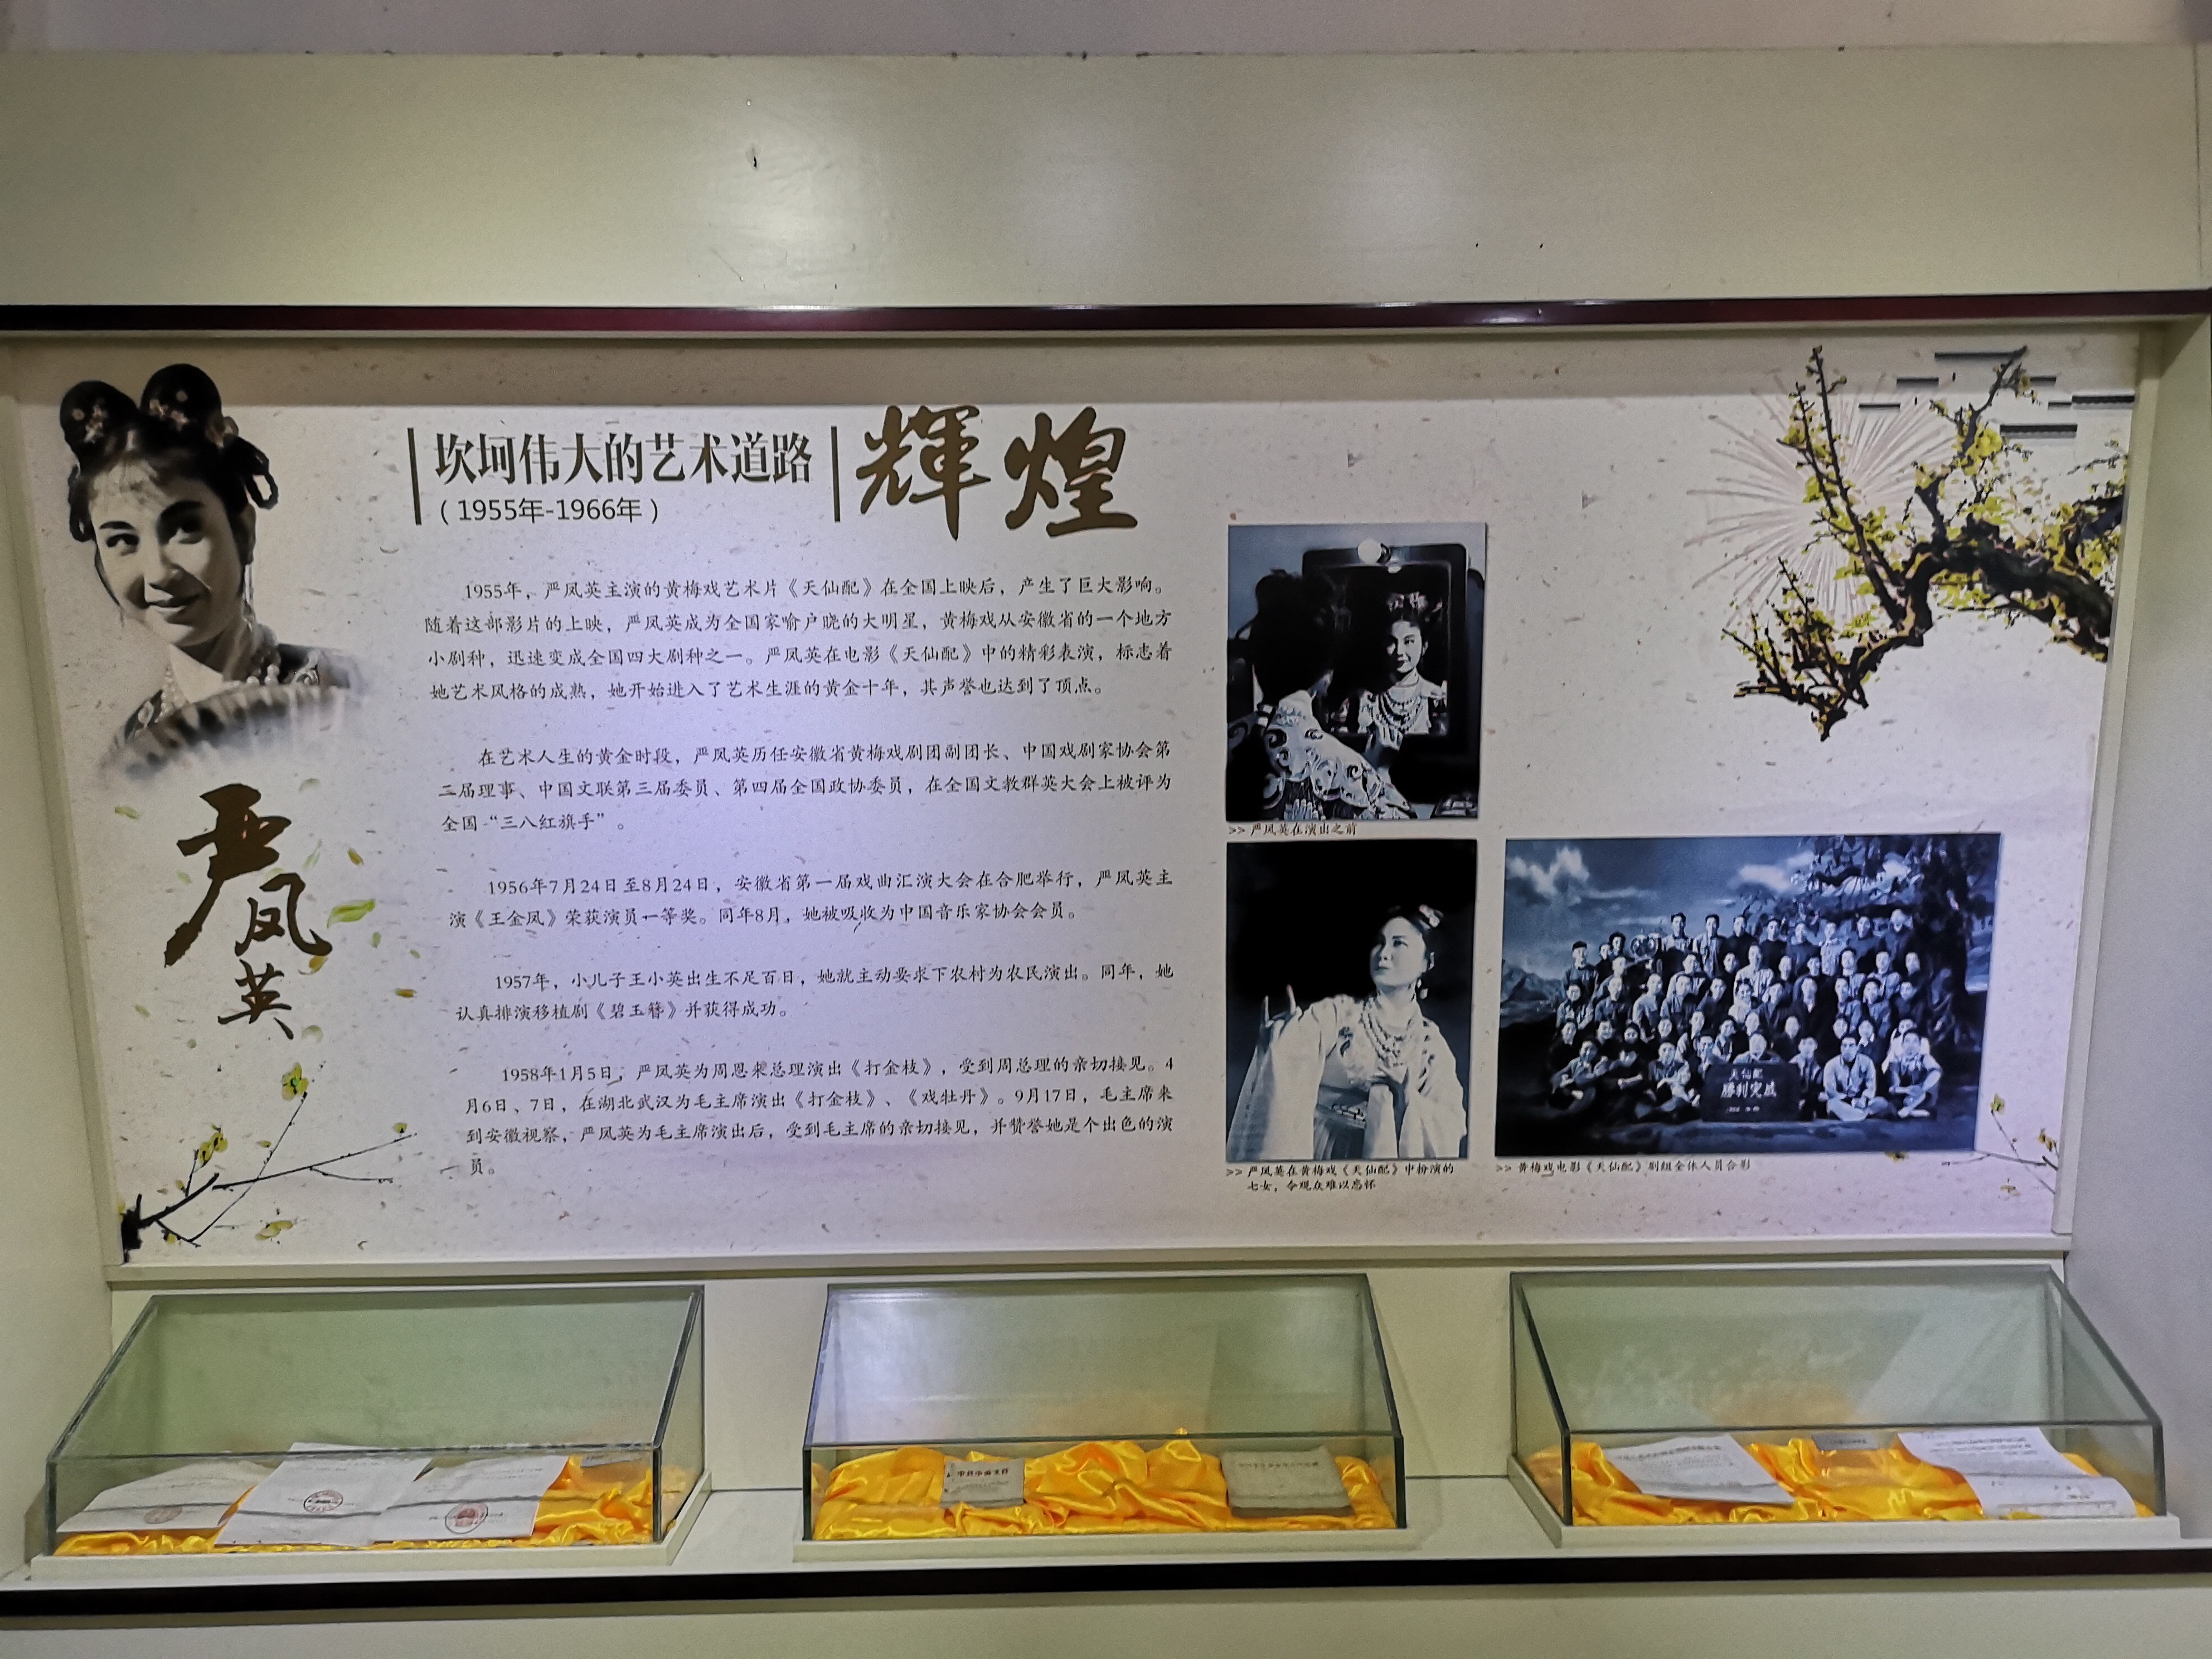 坎坷伟大的艺术道路
（1955年-1966年）
輝煌
严凤英
1955年，严凤英主演的黄梅戏艺术片《天仙配》在全国上映后，产生了巨大影响。
随着这部影片的上映，严凤英成为全国家喻户晓的大明星，黄梅戏从安徽省的一个地方
小剧种，迅速变成全国四大剧种之一。严凤英在电影《天仙配》中的精彩表演，标志着
她艺术风格的成熟，她开始进入了艺术生涯的黄金十年，其声誉也达到了顶点。
在艺术人生的黄金时段，严凤英历任安徽省黄梅戏剧团副团长、中国戏剧家协会第
二届理事、中国文联第三届委员、第四届全国政协委员，在全国文教群英大会上被评为
全国“三八红旗手”。
1956年7月24日至8月24日，安徽省第一届戏曲汇演大会在合肥举行，严凤英主
演《王金凤》荣获演员一等奖。同年8月，她被吸收为中国音乐家协会会员。
1957年，小儿子王小英出生不足百日，她就主动要求下农村为农民演出。同年，她
认真排演移植剧《碧玉簪》并获得成功。
1958年1月5日，严凤英为周恩来总理演出《打金枝》，受到周总理的亲切接见。4
月6日、7日，在湖北武汉为毛主席演出《打金枝》、《戏牡丹》。9月17日，毛主席来
到安徽视察，严凤英为毛主席演出后，受到毛主席的亲切接见，并赞誉她是个出色的演
员。
>> 严凤英在演出之前
>> 严凤英在黄梅戏《天仙配》中扮演的
七女，令观众难以忘怀
天仙配
勝利完成
>> 黄梅戏电影《天仙配》剧组全体人员合影